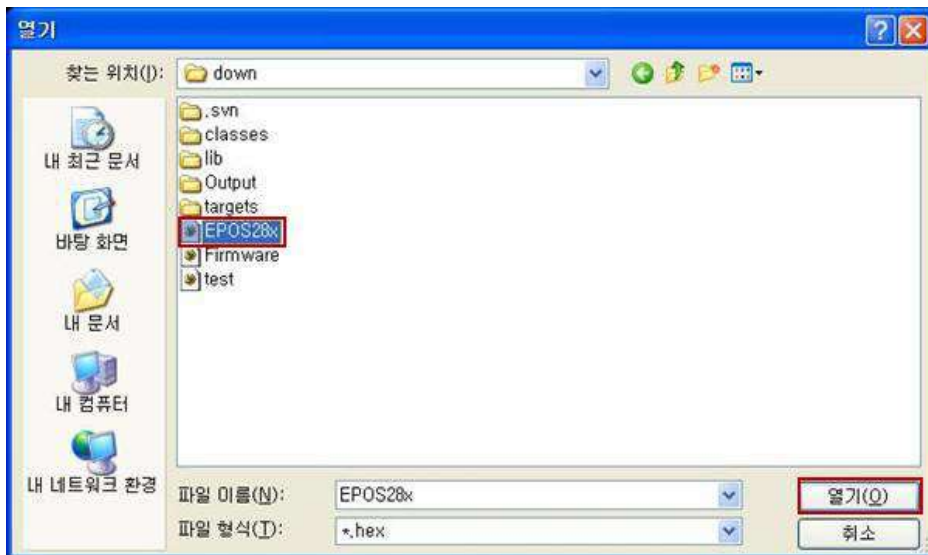 열기
찾는 위치(I): down
.svn
classes
lib
Output
targets
EPOS28x
Firmware
test
내 최근 문서
바탕 화면
내 문서
내 컴퓨터
내 네트워크 환경
파일 이름(N): EPOS28x 열기(O)
파일 형식(T): *.hex 취소